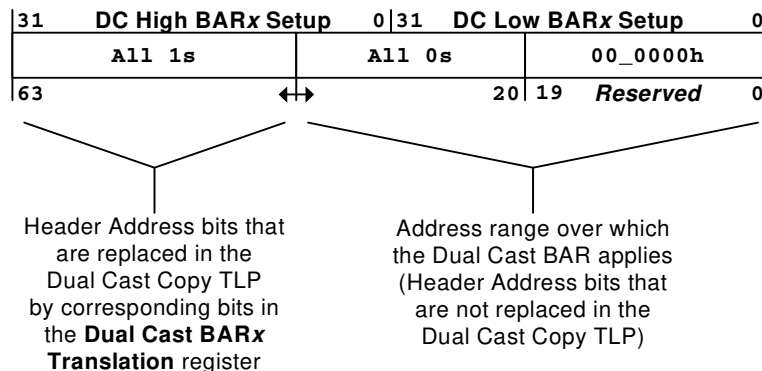 31 DC High BARx Setup 0 31 DC Low BARx Setup 0
All 1s All 0s 00_0000h
63 20 19 Reserved 0
Header Address bits that
are replaced in the
Dual Cast Copy TLP
by corresponding bits in
the Dual Cast BARx
Translation register
Address range over which
the Dual Cast BAR applies
(Header Address bits that
are not replaced in the
Dual Cast Copy TLP)